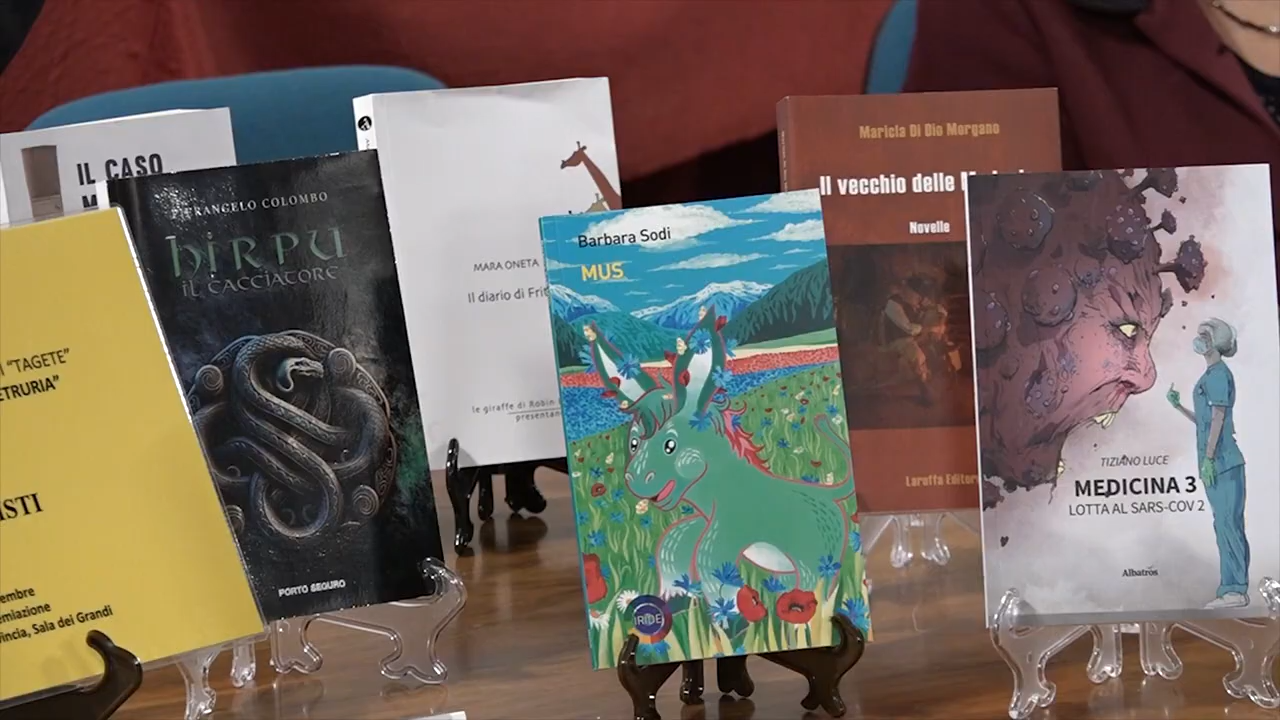 IL CASO
I "TAGETE"
ETRURIA"
ISTI
embre
emiazione
vincia, Sala dei Grandi
PIERANGELO COLOMBO
HIRPU
IL CACCIATORE
PORTO SEGURO
MARA ONETA
Il diario di
le giraffe di Robin
presentan
Barbara Sodi
MUS
IRIDE
Maricla Di Dio Morgano
Il vecchio delle
Novelle
Laruffa Editore
TIZIANO LUCE
MEDICINA 3
LOTTA AL SARS-COV 2
Albatros